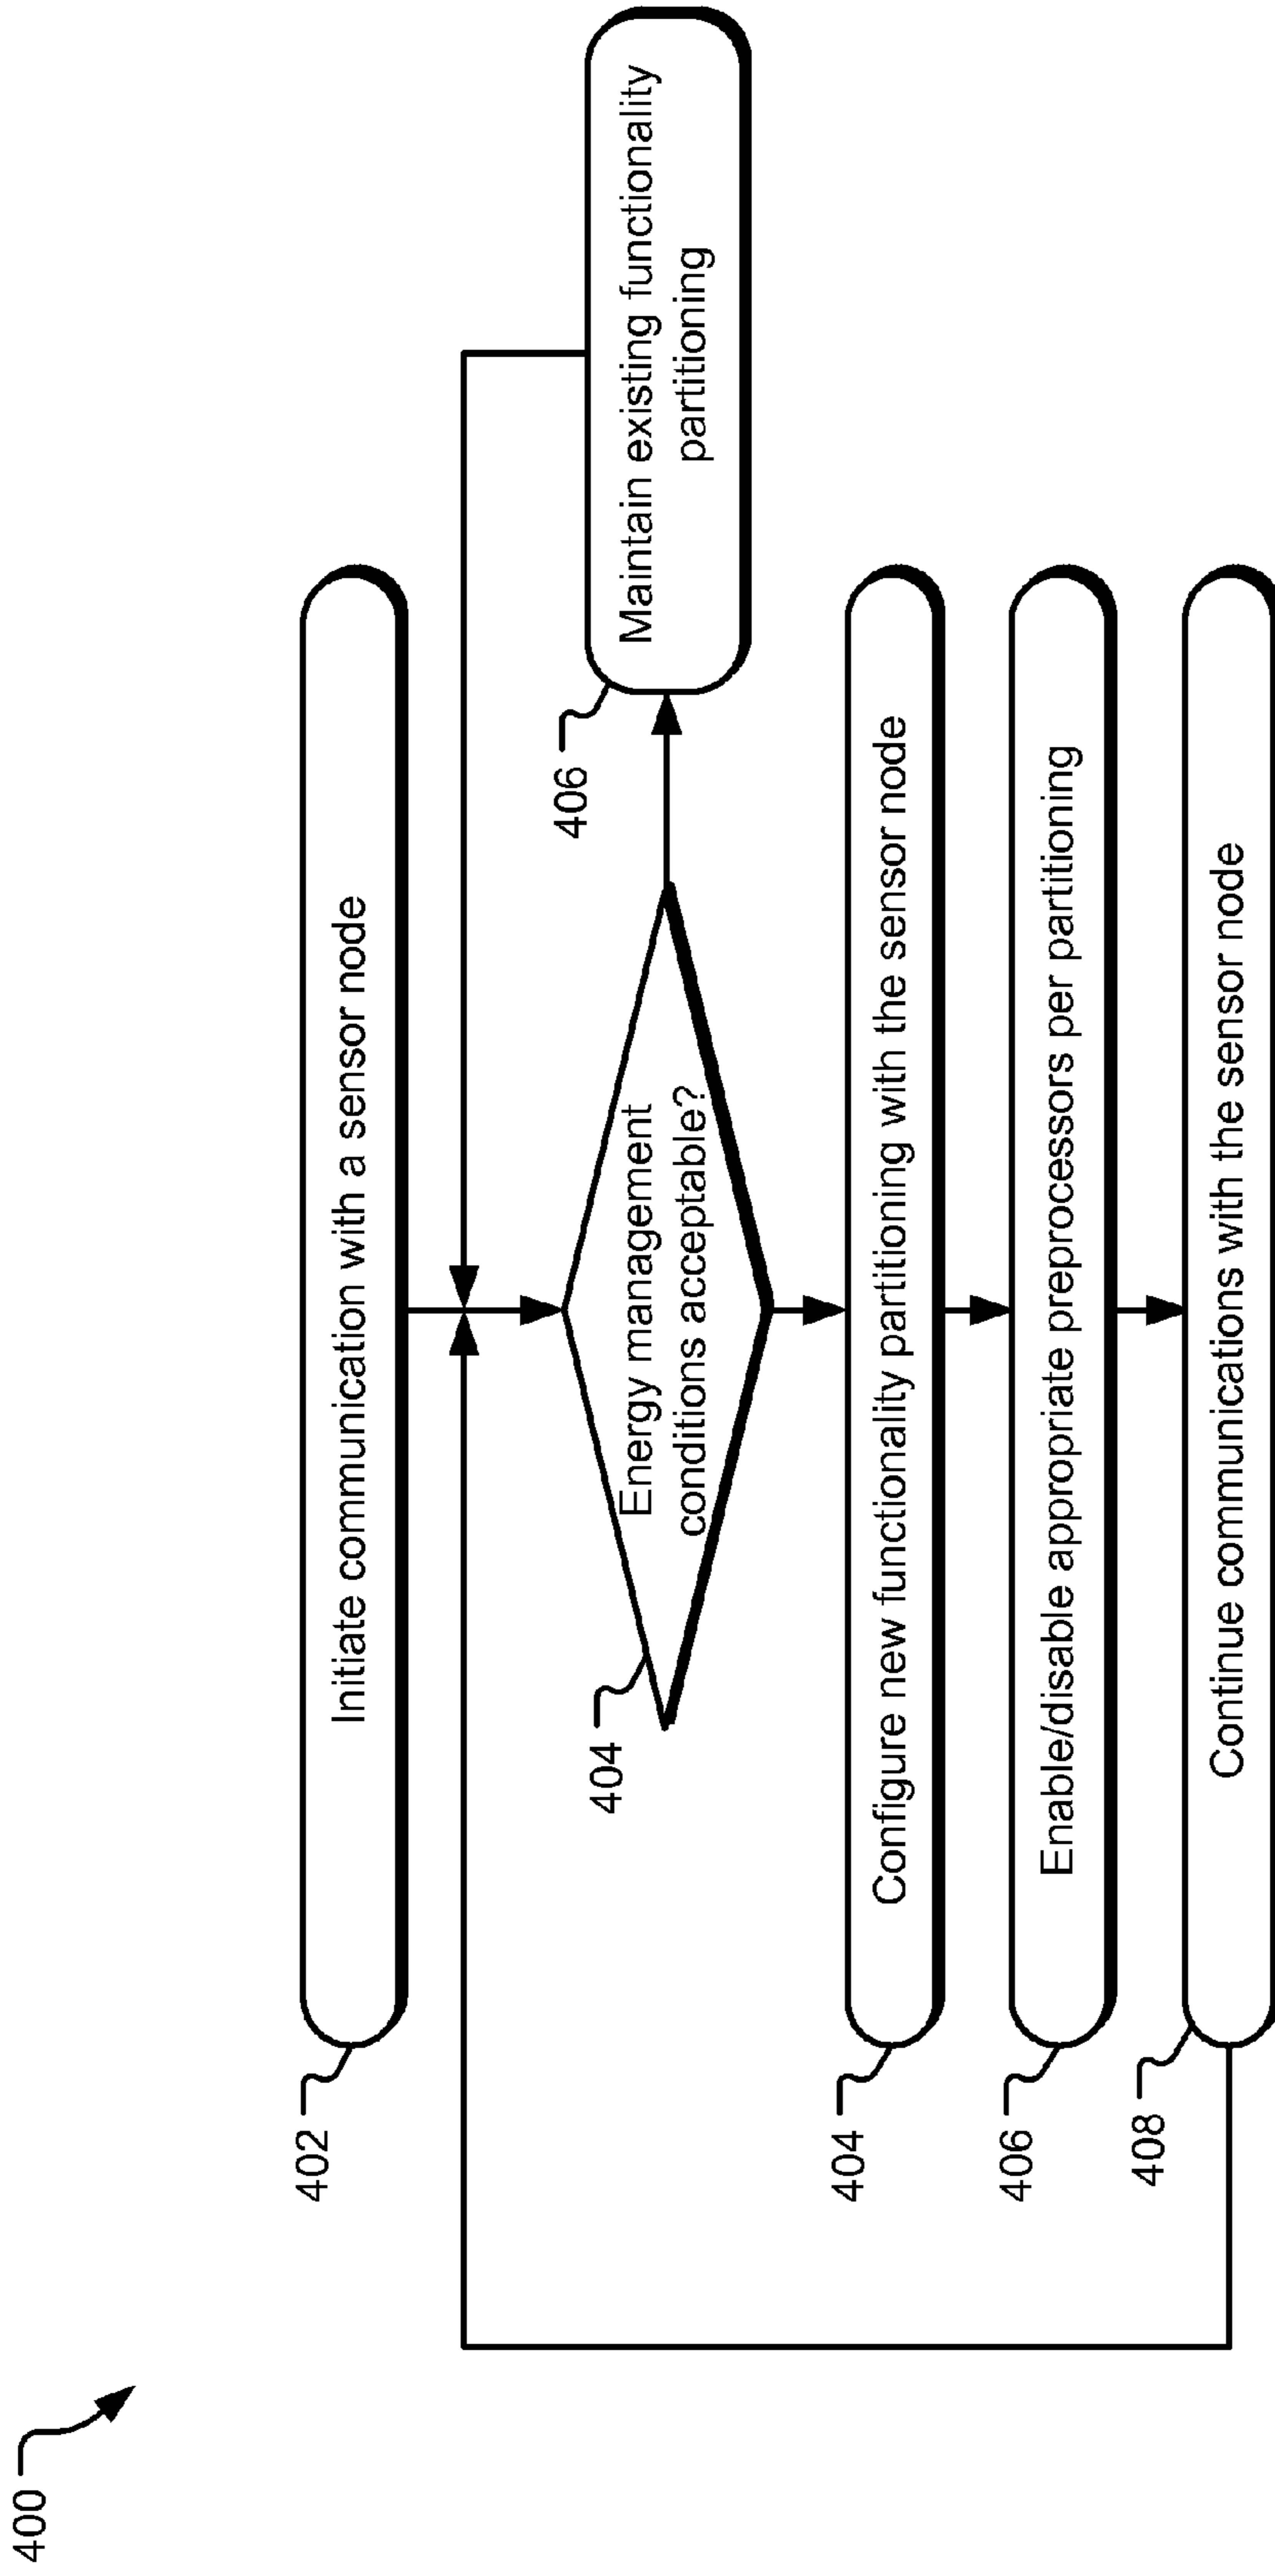 400
402
Initiate communication with a sensor node
404
Energy management
conditions acceptable?
406
Maintain existing functionality
partitioning
404
Configure new functionality partitioning with the sensor node
406
Enable/disable appropriate preprocessors per partitioning
408
Continue communications with the sensor node